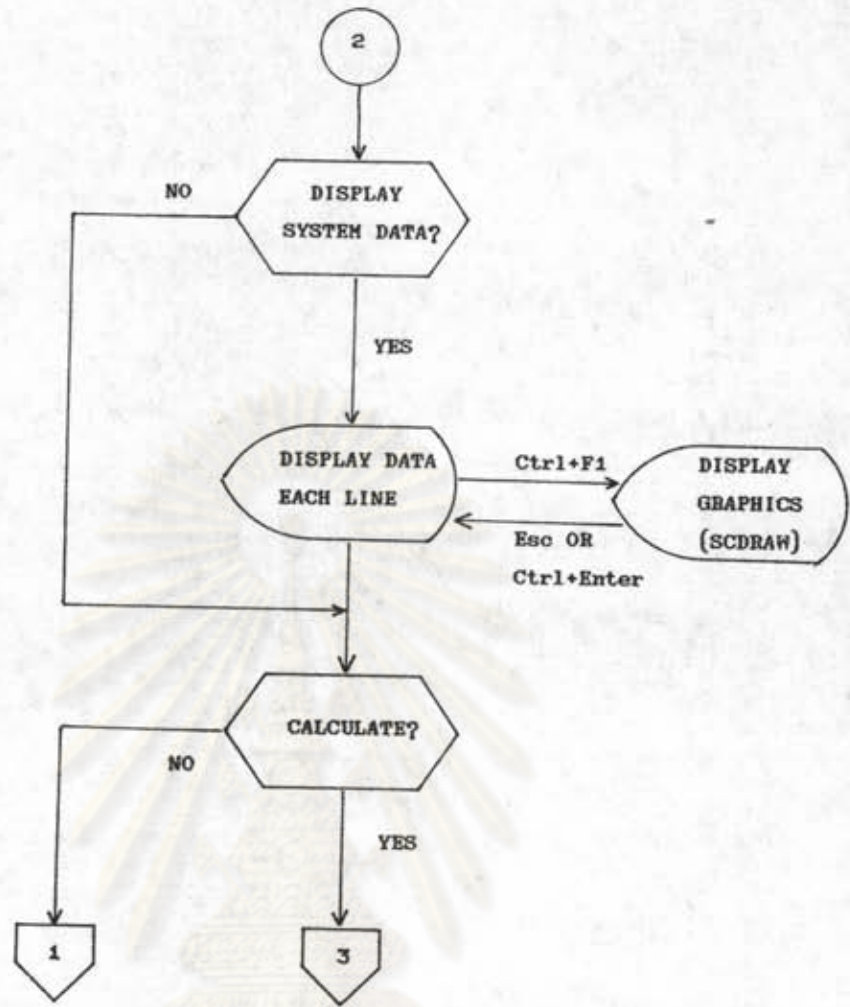 2
NO
DISPLAY
SYSTEM DATA?
YES
DISPLAY DATA
EACH LINE
Ctrl+F1
Esc OR
Ctrl+Enter
DISPLAY
GRAPHICS
(SCDRAW)
CALCULATE?
NO
YES
1
3